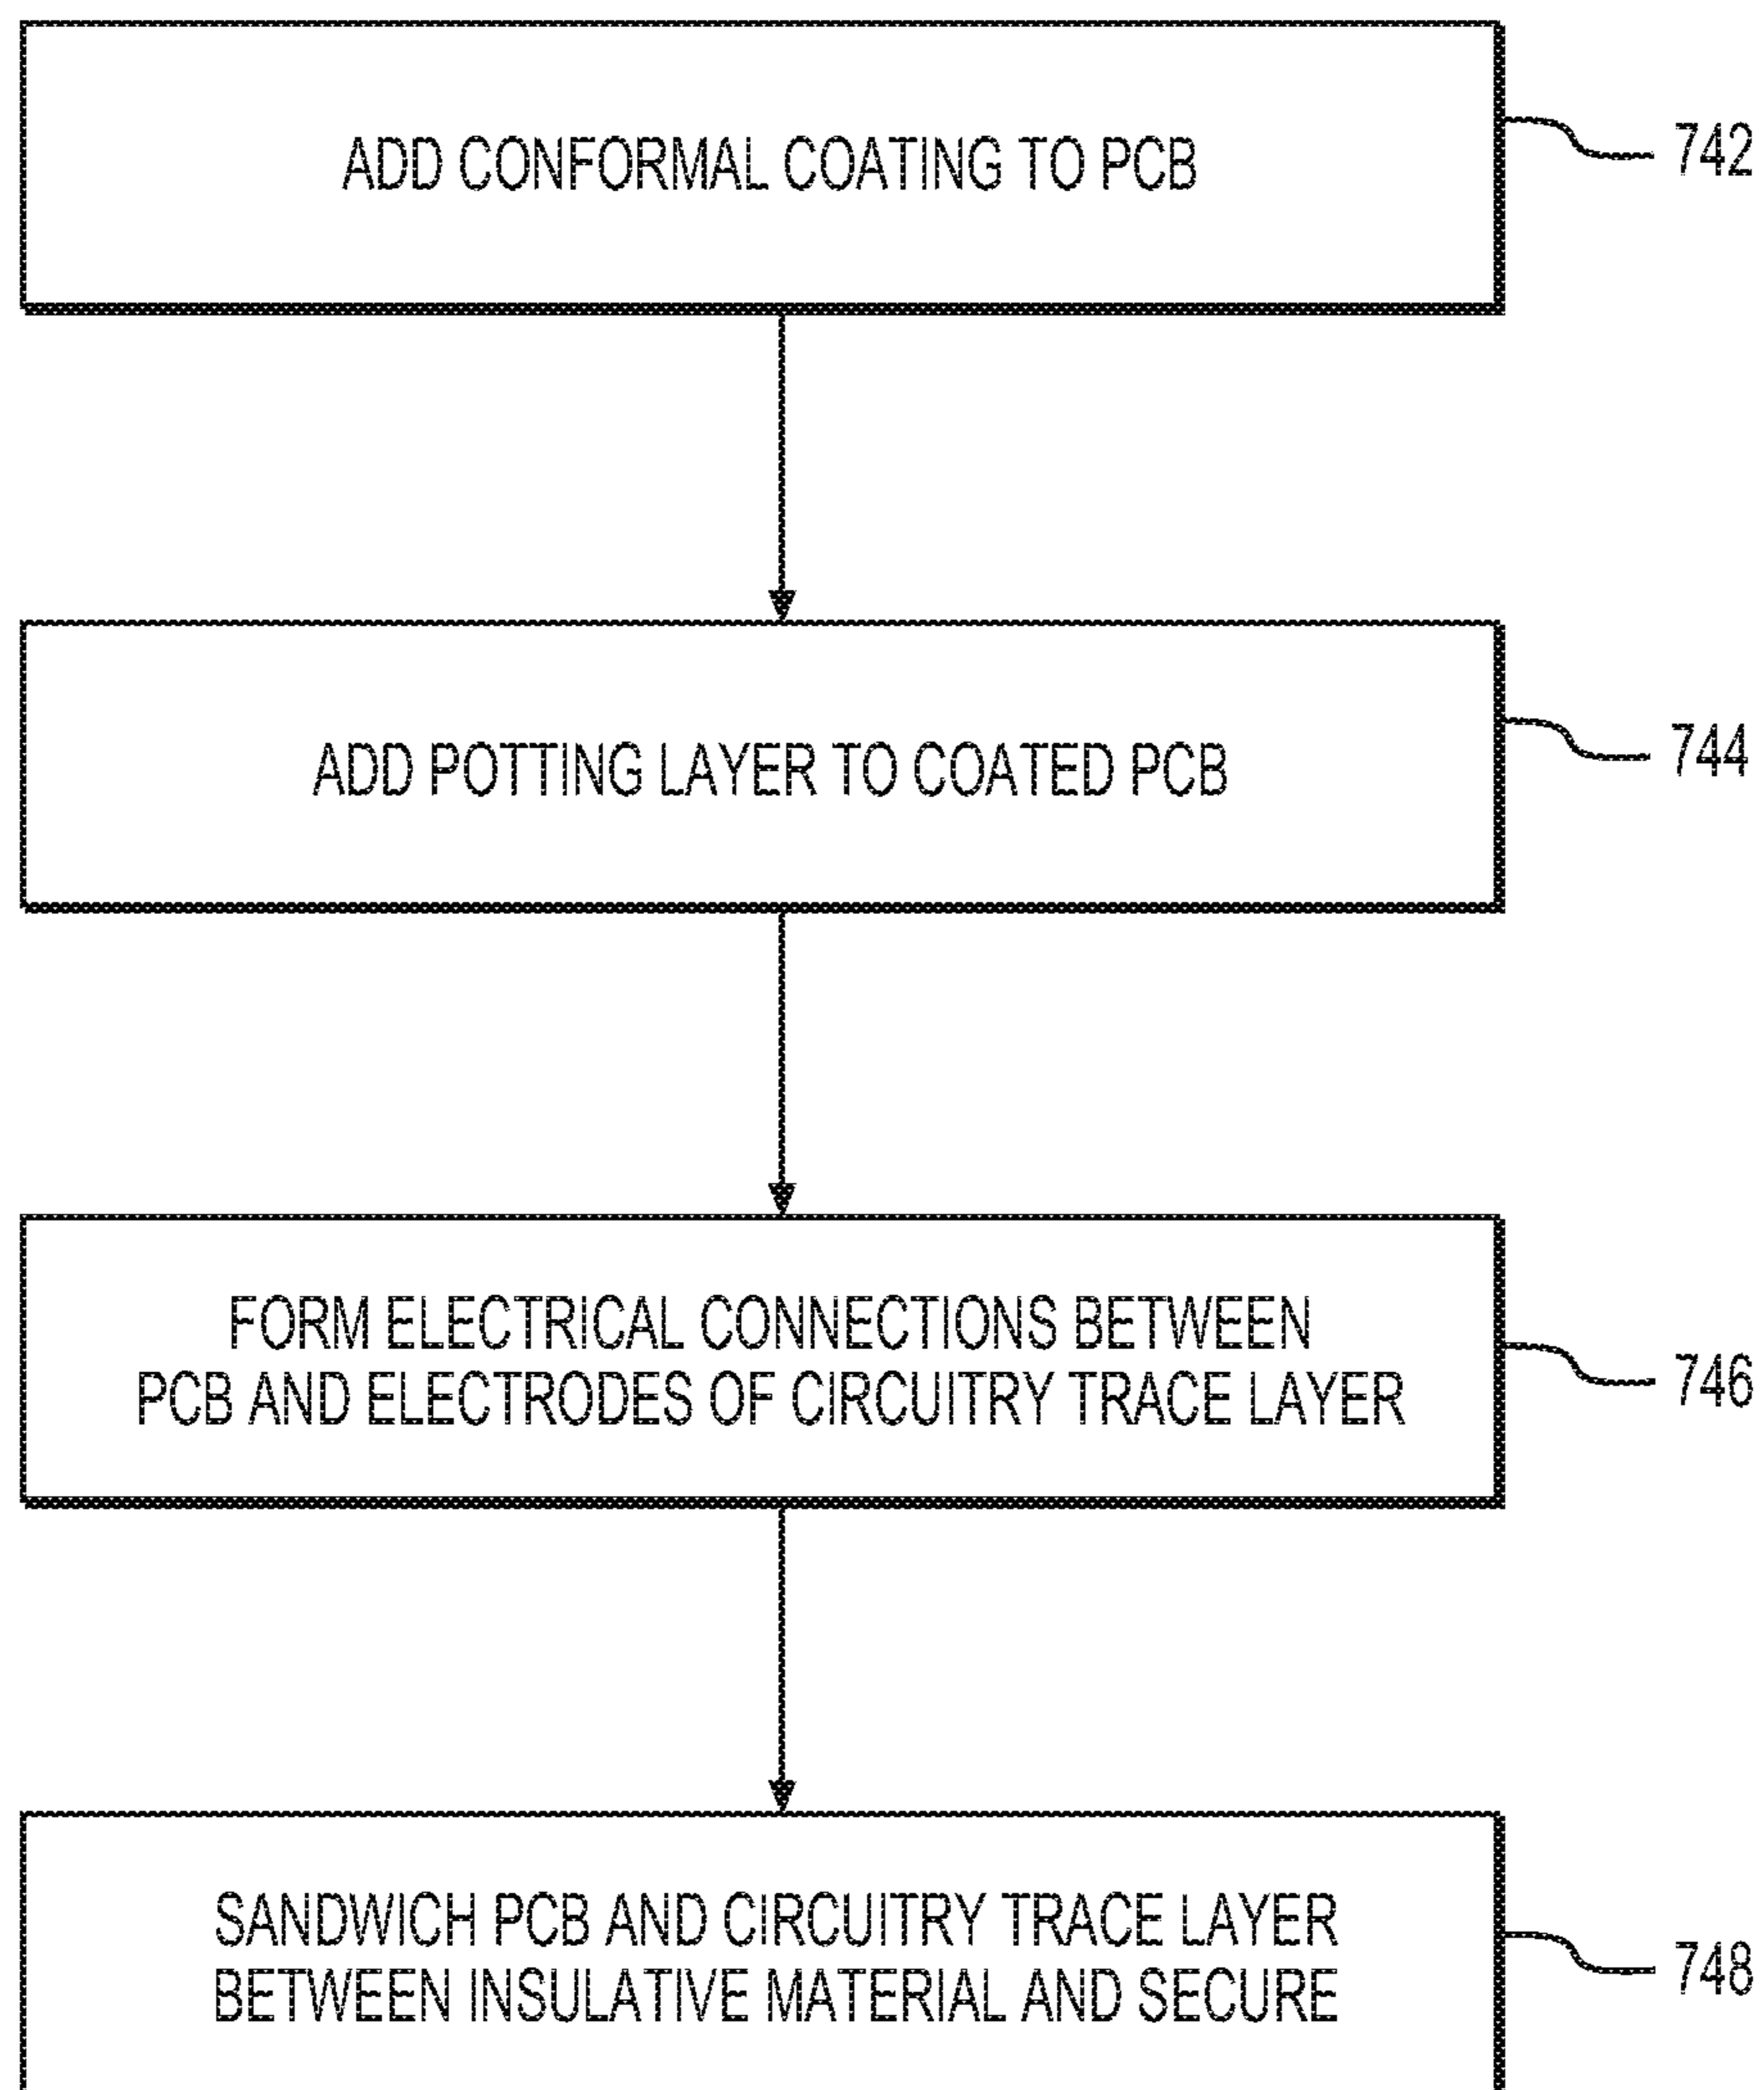 ADD CONFORMAL COATING TO PCB
742
ADD POTTING LAYER TO COATED PCB
744
FORM ELECTRICAL CONNECTIONS BETWEEN
PCB AND ELECTRODES OF CIRCUITRY TRACE LAYER
746
SANDWICH PCB AND CIRCUITRY TRACE LAYER
BETWEEN INSULATIVE MATERIAL AND SECURE
748